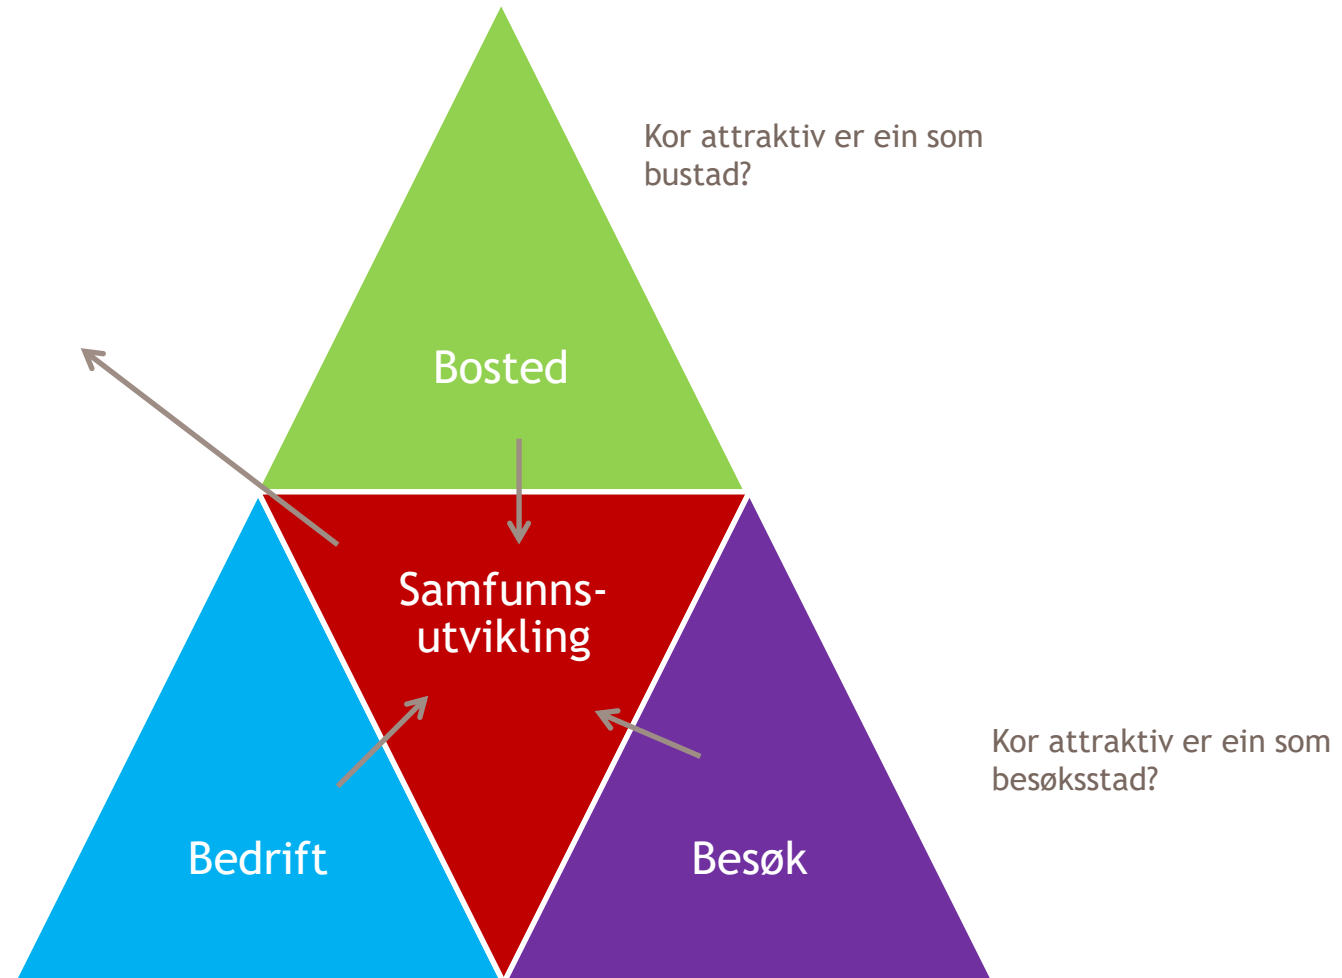 Kor attraktiv er ein som
bustad?
Bosted
Samfunns-
utvikling
Kor attraktiv er ein som
besøksstad?
Bedrift
Besøk